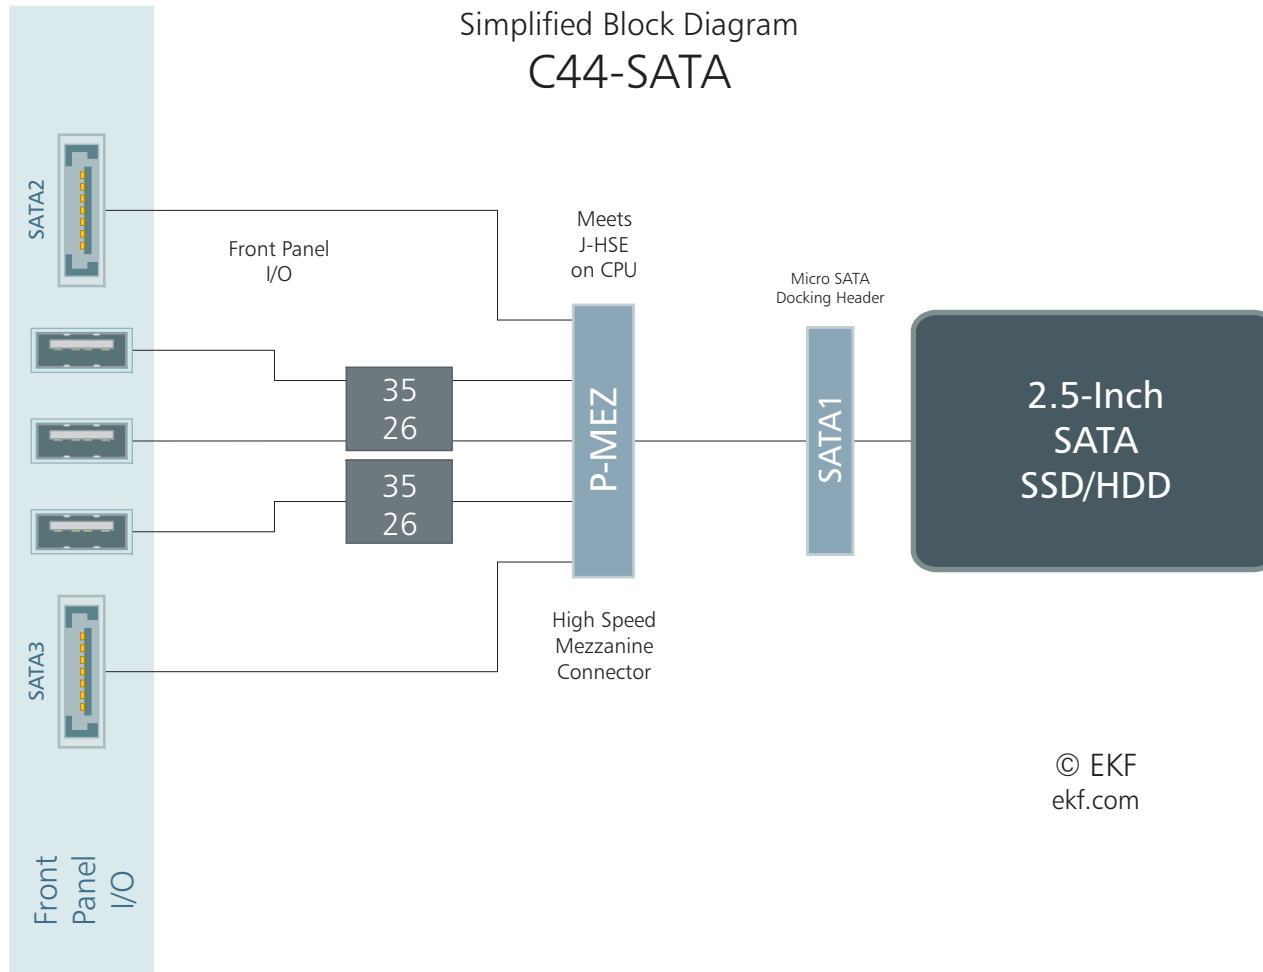 Simplified Block Diagram
C44-SATA
SATA2
Front Panel
I/O
Meets
J-HSE
on CPU
Micro SATA
Docking Header
35
26
35
26
P-MEZ
SATA1
2.5-Inch
SATA
SSD/HDD
High Speed
Mezzanine
Connector
SATA3
© EKF
ekf.com
Front
Panel
I/O